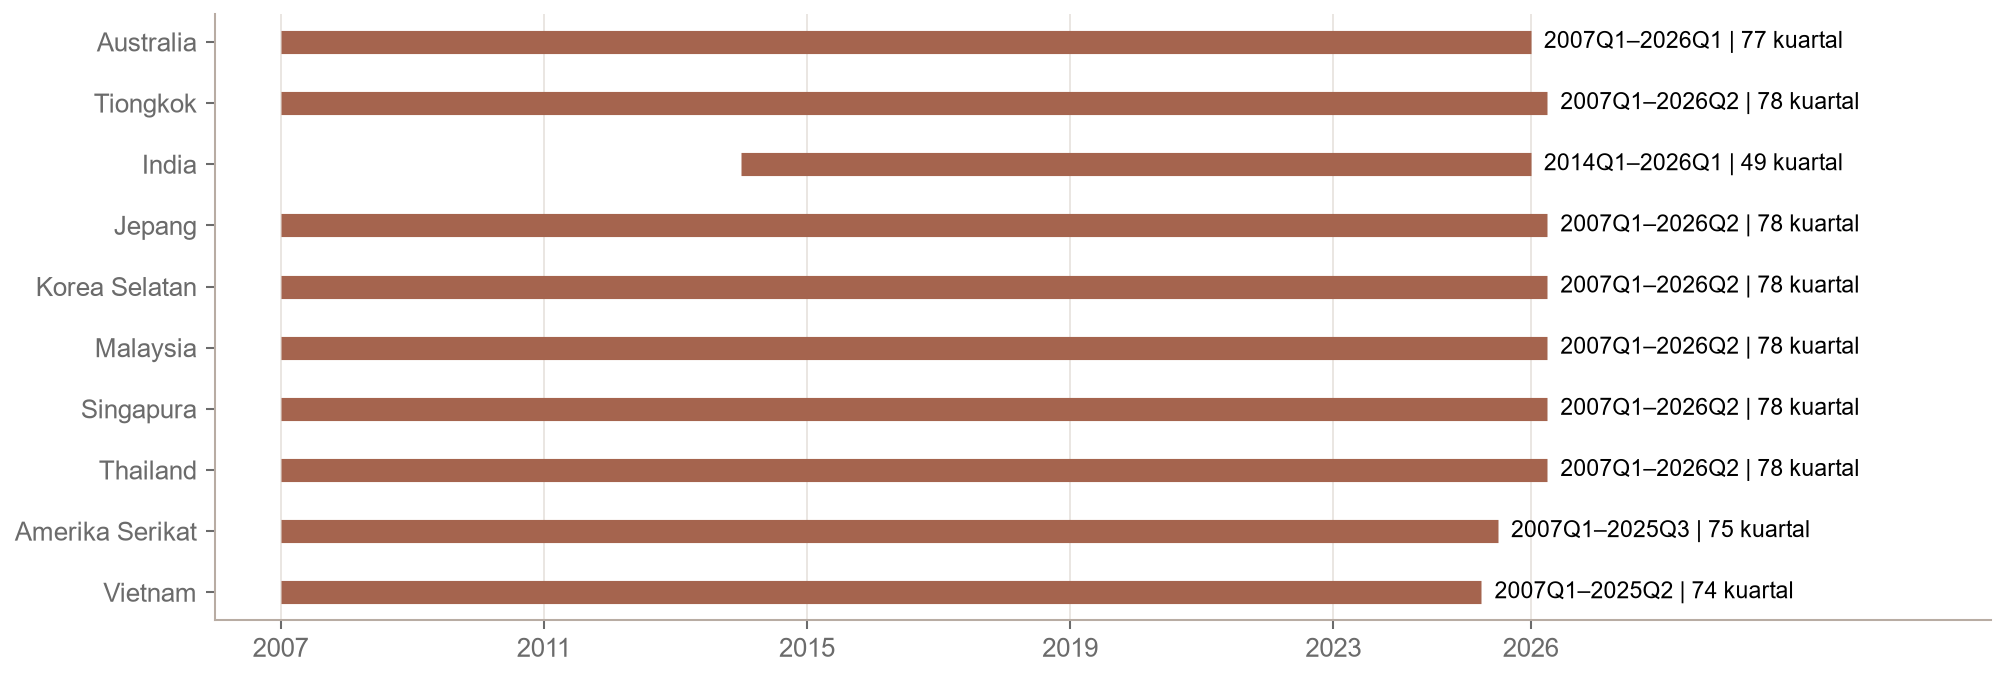 Australia 2007Q1–2026Q1 | 77 kuartal
Tiongkok 2007Q1–2026Q2 | 78 kuartal
India 2014Q1–2026Q1 | 49 kuartal
Jepang 2007Q1–2026Q2 | 78 kuartal
Korea Selatan 2007Q1–2026Q2 | 78 kuartal
Malaysia 2007Q1–2026Q2 | 78 kuartal
Singapura 2007Q1–2026Q2 | 78 kuartal
Thailand 2007Q1–2026Q2 | 78 kuartal
Amerika Serikat 2007Q1–2025Q3 | 75 kuartal
Vietnam 2007Q1–2025Q2 | 74 kuartal
2007 2011 2015 2019 2023 2026